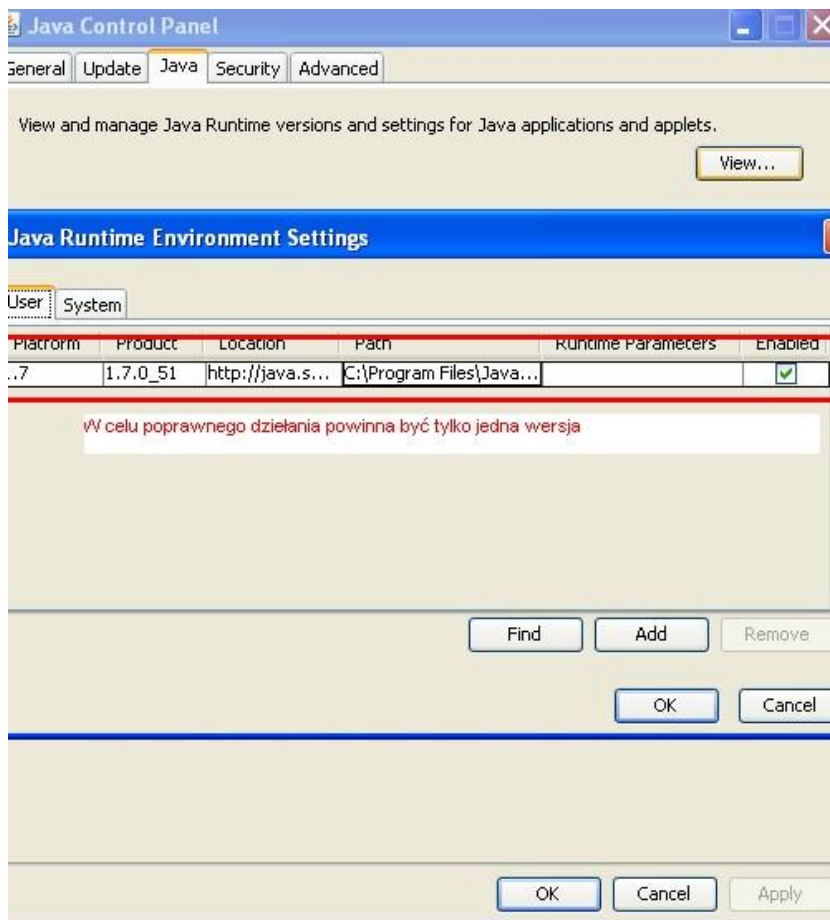 Java Control Panel
General Update Java Security Advanced
View and manage Java Runtime versions and settings for Java applications and applets.
View...
Java Runtime Environment Settings
User System
Platform Product Location Path Runtime Parameters Enabled
..7 1.7.0_51 http://java.s... C:\Program Files\Java...
W celu poprawnego dziełania powinna być tylko jedna wersja
Find Add Remove
OK Cancel
OK Cancel Apply